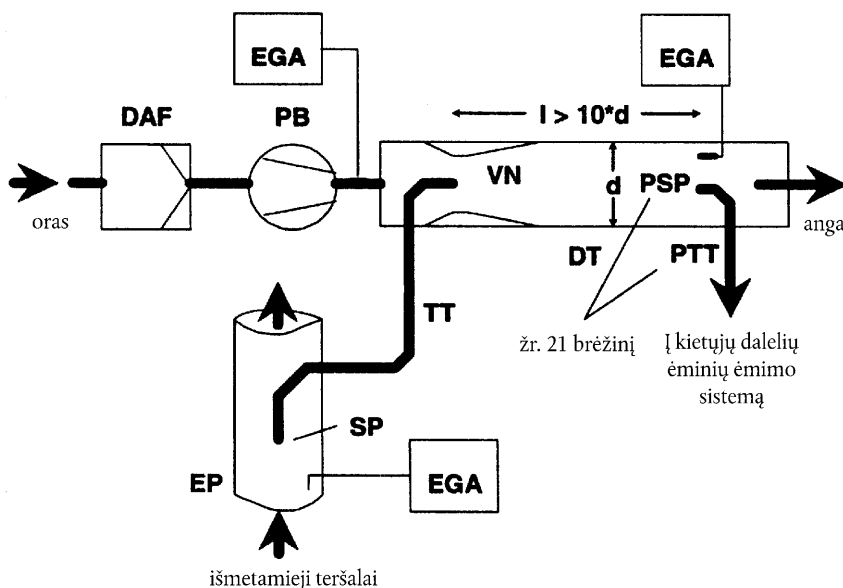 EGA
EGA
DAF
PB
l > 10*d
VN
d
PSP
oras
anga
DT
PTT
TT
žr. 21 brėžinį
Į kietųjų dalelių
ėminių ėmimo
sistemą
SP
EP
EGA
išmetamieji teršalai